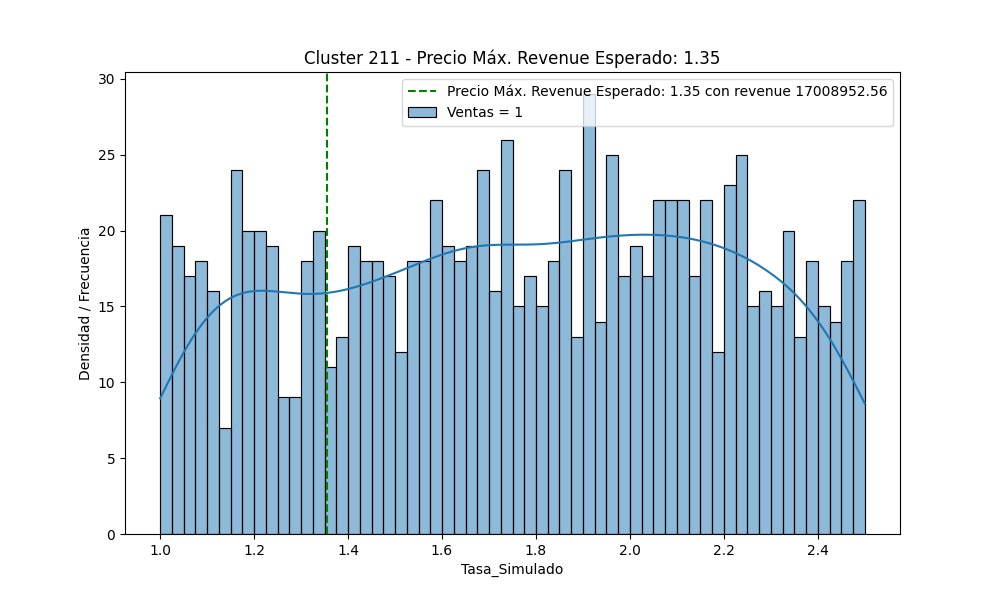 Cluster 211 - Precio Máx. Revenue Esperado: 1.35
Precio Máx. Revenue Esperado: 1.35 con revenue 17008952.56
Ventas = 1
Densidad / Frecuencia
30
25
20
15
10
5
0
1.0 1.2 1.4 1.6 1.8 2.0 2.2 2.4
Tasa_Simulado